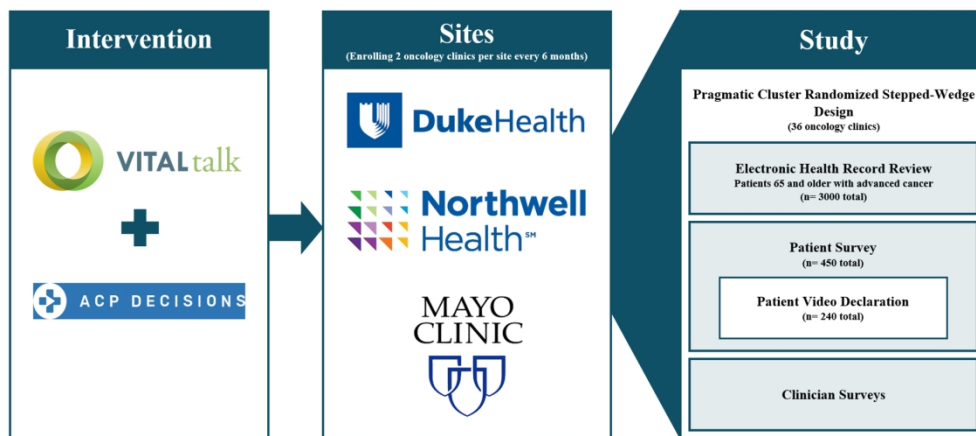 Intervention
VITALtalk
ACP DECISIONS
Sites
(Enrolling 2 oncology clinics per site every 6 months)
DukeHealth
Northwell
Health℠
MAYO
CLINIC
Study
Pragmatic Cluster Randomized Stepped-Wedge
Design
(36 oncology clinics)
Electronic Health Record Review
Patients 65 and older with advanced cancer
(n= 3000 total)
Patient Survey
(n= 450 total)
Patient Video Declaration
(n= 240 total)
Clinician Surveys